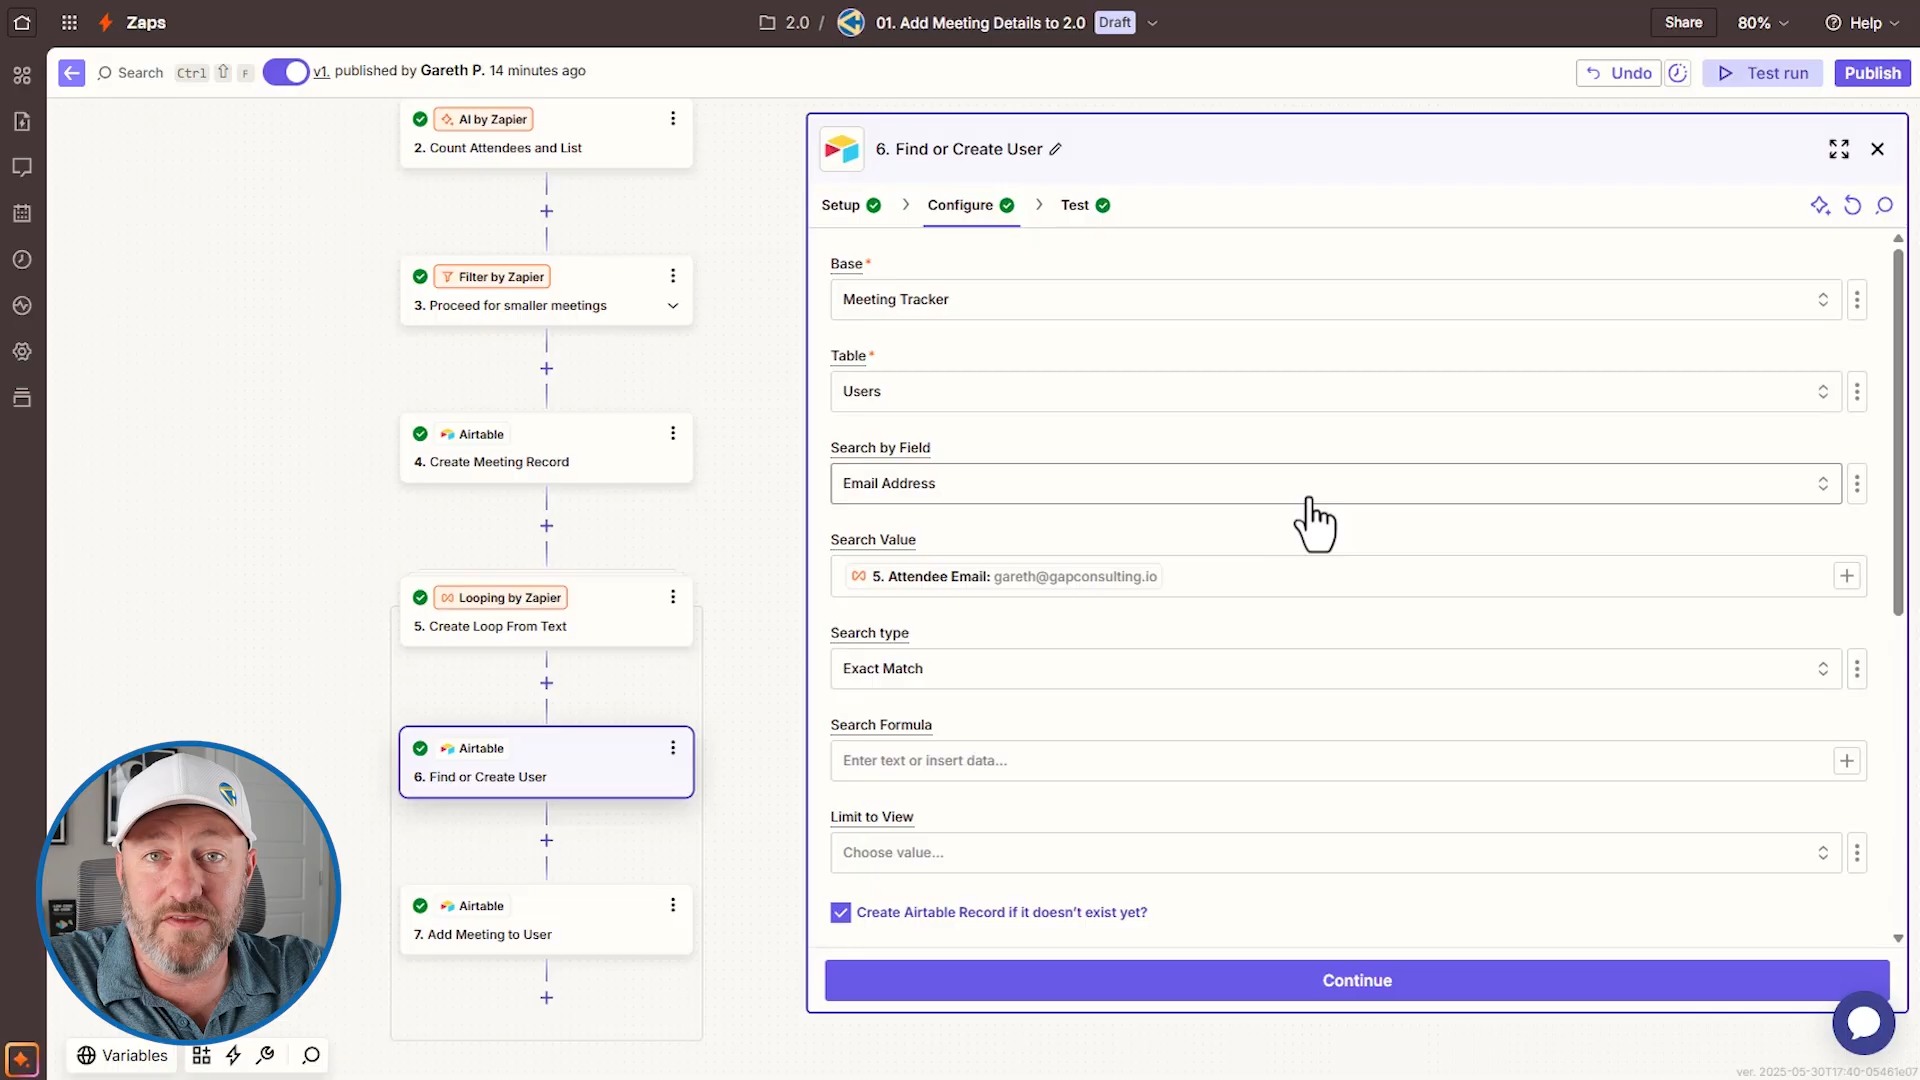 Zaps
2.0 / 01. Add Meeting Details to 2.0 Draft
Share
80%
Help
Search Ctrl F
v1. published by Gareth P. 14 minutes ago
Undo
Test run
Publish
AI by Zapier
2. Count Attendees and List
Filter by Zapier
3. Proceed for smaller meetings
Airtable
4. Create Meeting Record
Looping by Zapier
5. Create Loop From Text
Airtable
6. Find or Create User
Airtable
7. Add Meeting to User
6. Find or Create User
Setup
Configure
Test
Base*
Meeting Tracker
Table*
Users
Search by Field
Email Address
Search Value
5. Attendee Email: gareth@gapconsulting.io
Search type
Exact Match
Search Formula
Enter text or insert data...
Limit to View
Choose value...
Create Airtable Record if it doesn't exist yet?
Continue
Variables
ver. 2025-05-30T17:40-05461e07